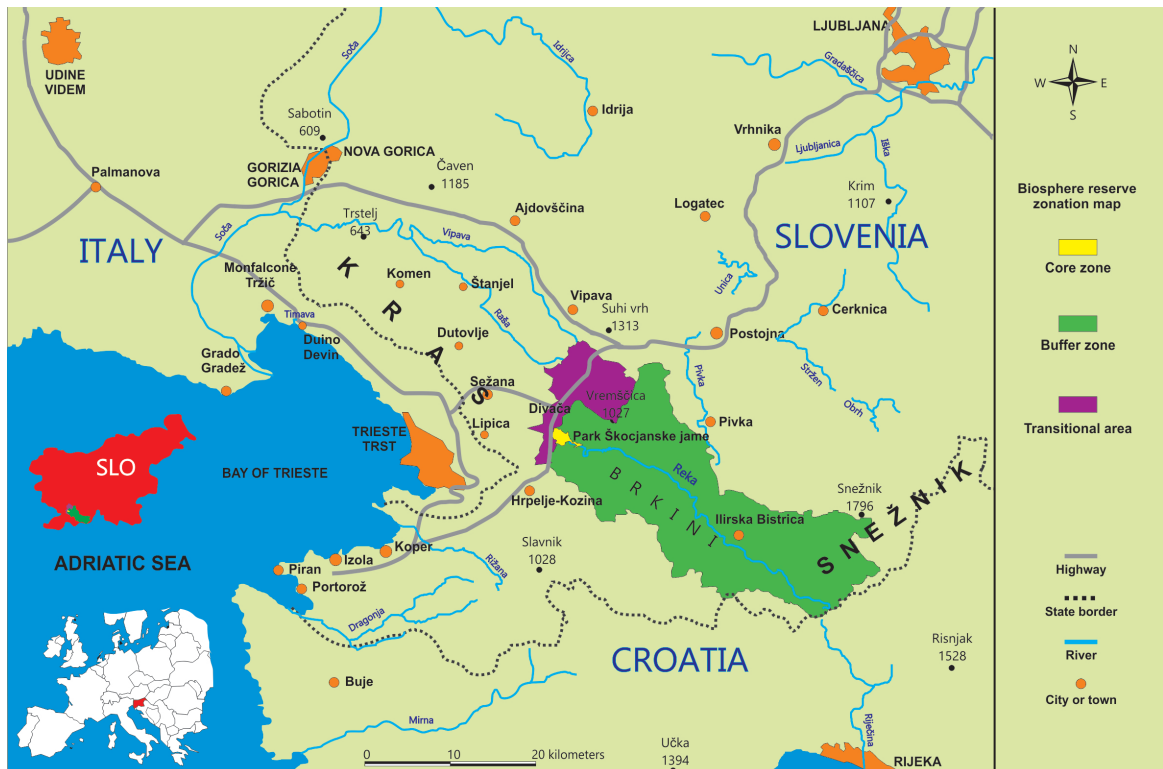 LJUBLJANA
UDINE
VIDEM
Soča
Idrijca
Gradaščica
Sabotin
609
Idrija
Vrhnika
Ljubljanica
Iška
NOVA GORICA
GORIZIA
GORICA
Čaven
1185
Palmanova
Krim
1107
Logatec
Ajdovščina
Trstelj
643
Soča
Vipava
ITALY
SLOVENIA
Monfalcone
Tržič
Komen
Štanjel
Unica
Vipava
Suhi vrh
1313
Cerknica
Timava
Raša
Postojna
Duino
Devin
Dutovlje
KRAS
Grado
Gradež
Pivka
Stržen
Sežana
Vremščica
1027
Divača
Obrh
Lipica
Pivka
TRIESTE
TRST
Park Škocjanske jame
SLO
BAY OF TRIESTE
Reka
BRKINI
Hrpelje-Kozina
Snežnik
1796
SNEŽNIK
Ilirska Bistrica
Slavnik
1028
Koper
Izola
ADRIATIC SEA
Piran
Portorož
Rižana
Dragonja
CROATIA
Risnjak
1528
Buje
Mirna
Riječina
Učka
1394
RIJEKA
0 10 20 kilometers
N
W E
S
Biosphere reserve
zonation map
Core zone
Buffer zone
Transitional area
Highway
State border
River
City or town